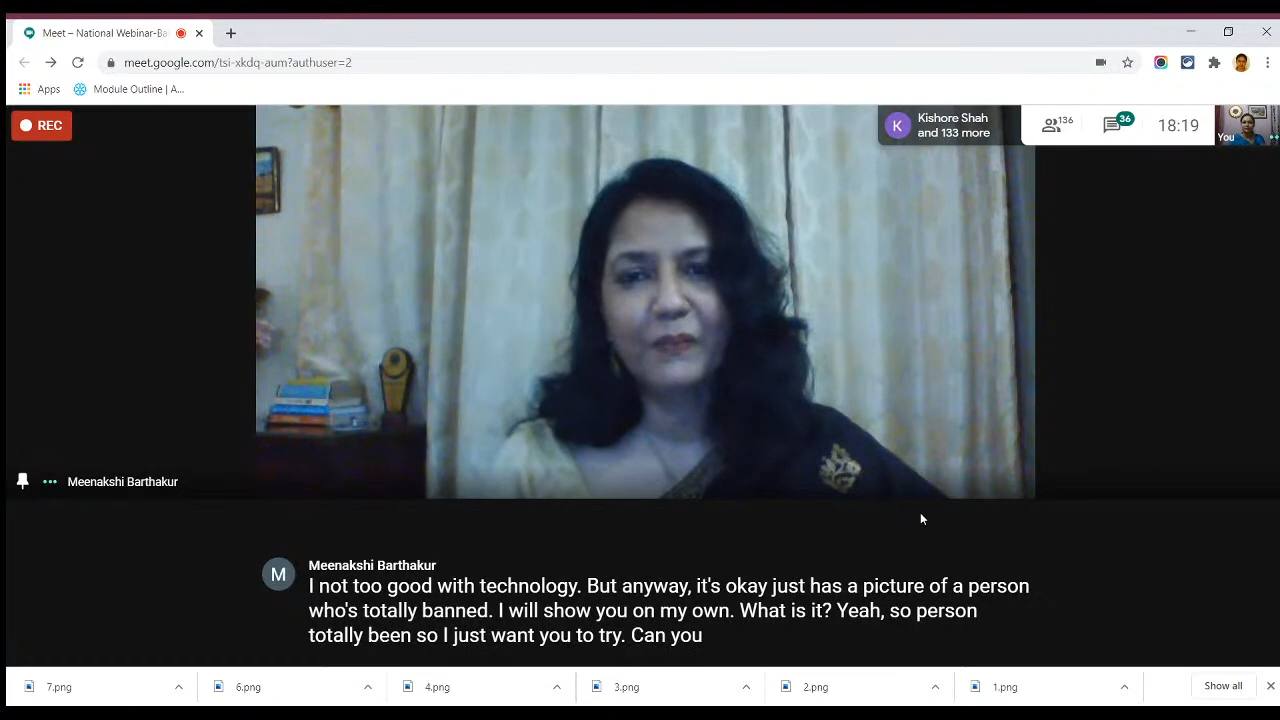 Meet – National Webinar-Ba
meet.google.com/tsi-xkdq-aum?authuser=2
Apps
Module Outline | A...
REC
K
Kishore Shah
and 133 more
136
36
18:19
You
Meenakshi Barthakur
M
Meenakshi Barthakur
I not too good with technology. But anyway, it's okay just has a picture of a person
who's totally banned. I will show you on my own. What is it? Yeah, so person
totally been so I just want you to try. Can you
7.png
6.png
4.png
3.png
2.png
1.png
Show all